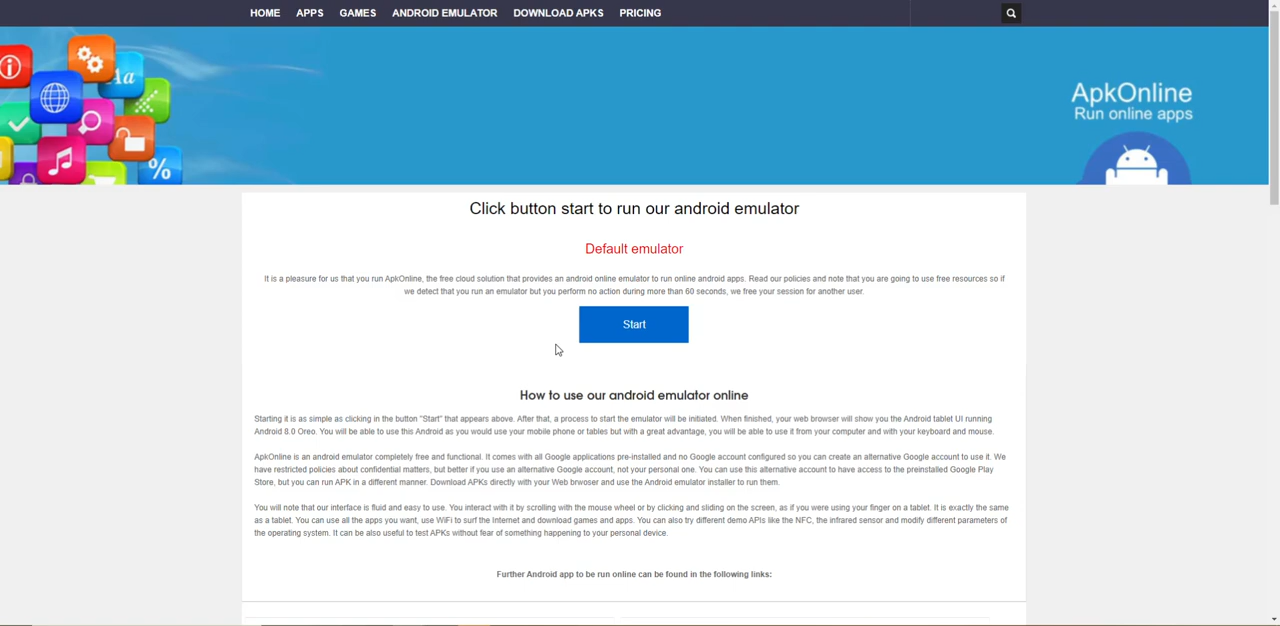 HOME APPS GAMES ANDROID EMULATOR DOWNLOAD APKS PRICING
Aa
%
ApkOnline
Run online apps
Click button start to run our android emulator
Default emulator
It is a pleasure for us that you run ApkOnline, the free cloud solution that provides an android online emulator to run online android apps. Read our policies and note that you are going to use free resources so if
we detect that you run an emulator but you perform no action during more than 60 seconds, we free your session for another user.
Start
How to use our android emulator online
Starting it is as simple as clicking in the button "Start" that appears above. After that, a process to start the emulator will be initiated. When finished, your web browser will show you the Android tablet UI running
Android 8.0 Oreo. You will be able to use this Android as you would use your mobile phone or tables but with a great advantage, you will be able to use it from your computer and with your keyboard and mouse.
ApkOnline is an android emulator completely free and functional. It comes with all Google applications pre-installed and no Google account configured so you can create an alternative Google account to use it. We
have restricted policies about confidential matters, but better if you use an alternative Google account, not your personal one. You can use this alternative account to have access to the preinstalled Google Play
Store, but you can run APK in a different manner. Download APKs directly with your Web brwoser and use the Android emulator installer to run them.
You will note that our interface is fluid and easy to use. You interact with it by scrolling with the mouse wheel or by clicking and sliding on the screen, as if you were using your finger on a tablet. It is exactly the same
as a tablet. You can use all the apps you want, use WiFi to surf the Internet and download games and apps. You can also try different demo APIs like the NFC, the infrared sensor and modify different parameters of
the operating system. It can be also useful to test APKs without fear of something happening to your personal device.
Further Android app to be run online can be found in the following links: